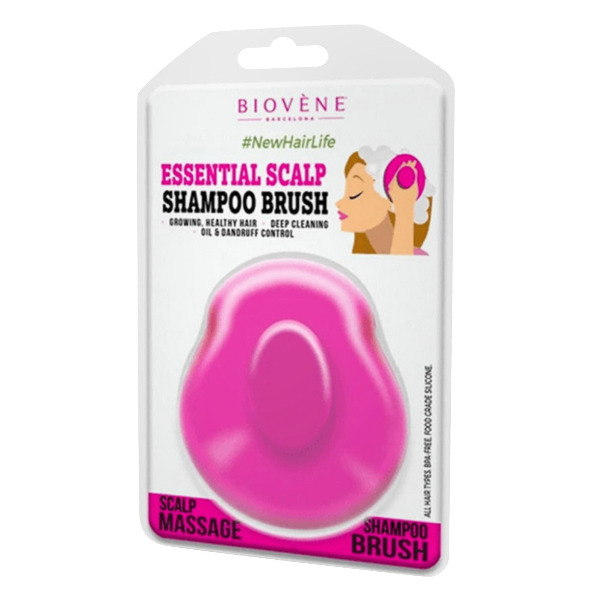 BIOVÈNE®
BARCELONA
#NewHairLife
ESSENTIAL SCALP
SHAMPOO BRUSH
· GROWING, HEALTHY HAIR · DEEP CLEANING
· OIL & DANDRUFF CONTROL
ALL HAIR TYPES. BPA-FREE, FOOD GRADE SILICONE.
SCALP
MASSAGE
SHAMPOO
BRUSH